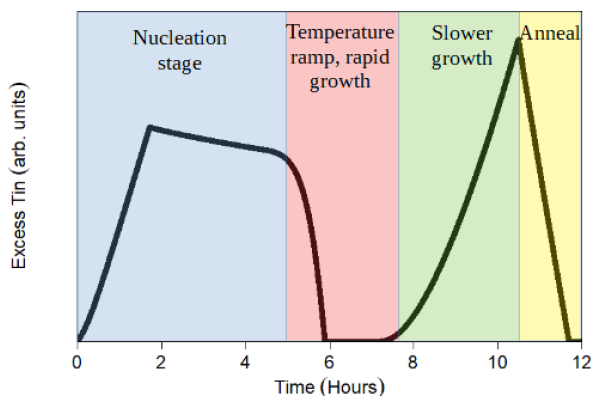 Nucleation
stage
Temperature
ramp, rapid
growth
Slower
growth
Anneal
Excess Tin (arb. units)
0 2 4 6 8 10 12
Time (Hours)